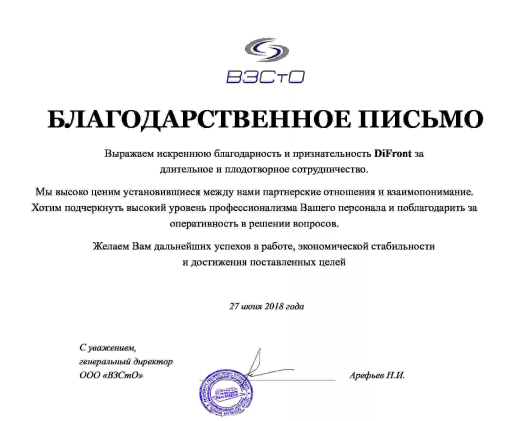 ВЗСтО
БЛАГОДАРСТВЕННОЕ ПИСЬМО
Выражаем искреннюю благодарность и признательность DiFront за
длительное и плодотворное сотрудничество.
Мы высоко ценим установившиеся между нами партнерские отношения и взаимопонимание.
Хотим подчеркнуть высокий уровень профессионализма Вашего персонала и поблагодарить за
оперативность в решении вопросов.
Желаем Вам дальнейших успехов в работе, экономической стабильности
и достижения поставленных целей
27 июня 2018 года
С уважением,
генеральный директор
ООО «ВЗСтО»
Арефьев Н.И.